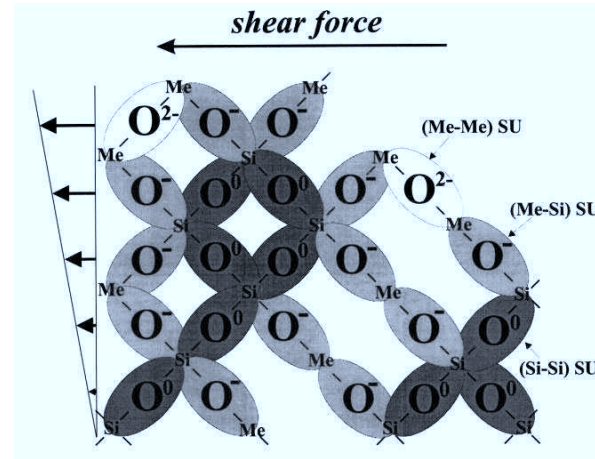 shear force
Me Me
O²⁻ O⁻ O⁻
(Me-Me) SU
Me Si Me
O⁻ O⁰ O⁰ O⁻ O²⁻
(Me-Si) SU
Si Si Me
O⁻ O⁰ O⁰ O⁻ O⁻
Me Si Me Si
O⁻ O⁰ O⁻ O⁻ O⁰
Si Me Si
(Si-Si) SU
O⁰ O⁻ O⁻ O⁰ O⁰
Si Me Si Si